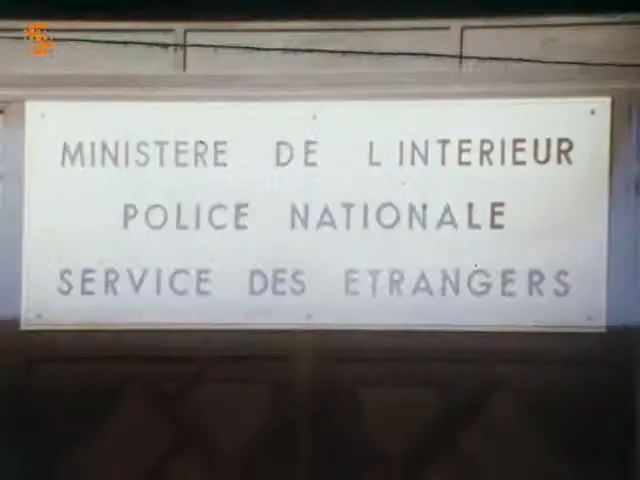 MINISTERE DE L'INTERIEUR
POLICE NATIONALE
SERVICE DES ETRANGERS